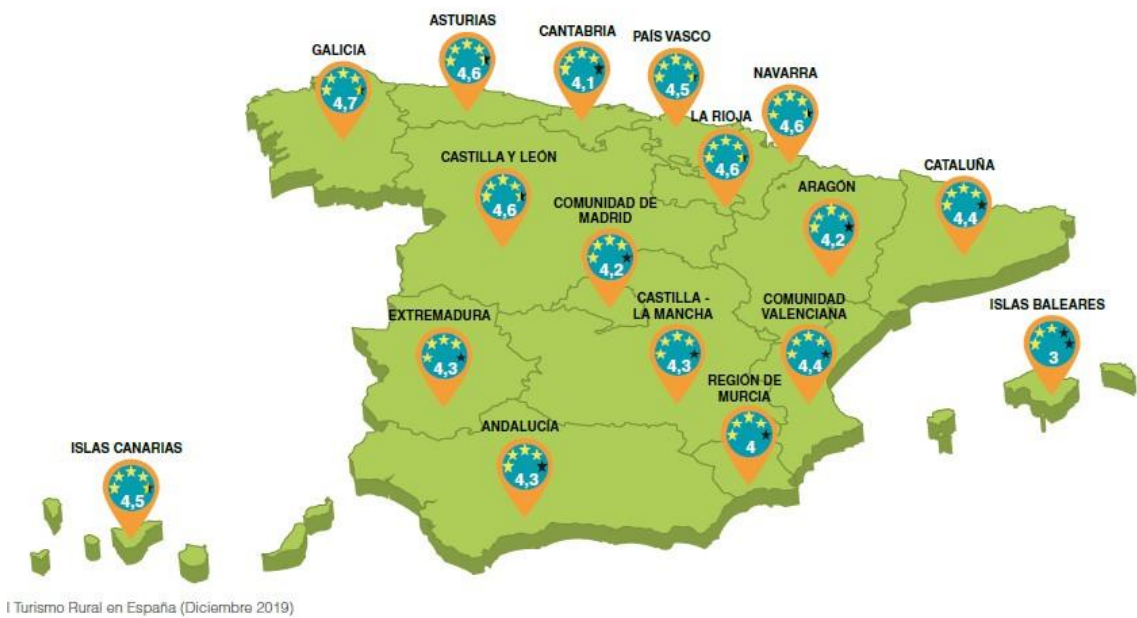 ASTURIAS
4,6
CANTABRIA
4,1
PAÍS VASCO
4,5
GALICIA
4,7
NAVARRA
4,6
LA RIOJA
4,6
CASTILLA Y LEÓN
4,6
CATALUÑA
4,4
ARAGÓN
4,2
COMUNIDAD DE
MADRID
4,2
CASTILLA -
LA MANCHA
4,3
COMUNIDAD
VALENCIANA
4,4
ISLAS BALEARES
3
EXTREMADURA
4,3
REGIÓN DE
MURCIA
4
ANDALUCÍA
4,3
ISLAS CANARIAS
4,5
l Turismo Rural en España (Diciembre 2019)